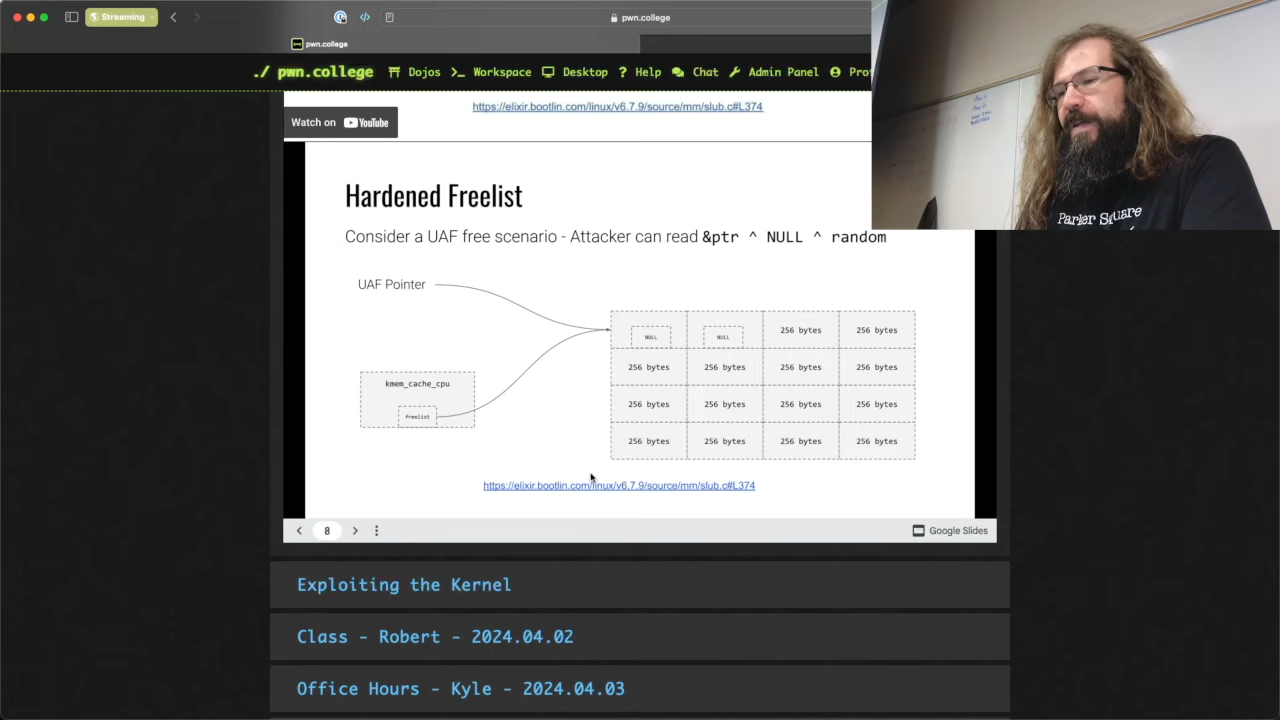 Streaming
pwn.college
pwn.college
./ pwn.college
Dojos
Workspace
Desktop
Help
Chat
Admin Panel
https://elixir.bootlin.com/linux/v6.7.9/source/mm/slub.c#L374
Watch on YouTube
Hardened Freelist
Consider a UAF free scenario - Attacker can read &ptr ^ NULL ^ random
UAF Pointer
NULL NULL 256 bytes 256 bytes
256 bytes 256 bytes 256 bytes 256 bytes
kmem_cache_cpu
freelist
256 bytes 256 bytes 256 bytes 256 bytes
256 bytes 256 bytes 256 bytes 256 bytes
https://elixir.bootlin.com/linux/v6.7.9/source/mm/slub.c#L374
8
Google Slides
Exploiting the Kernel
Class - Robert - 2024.04.02
Office Hours - Kyle - 2024.04.03
Parker Square